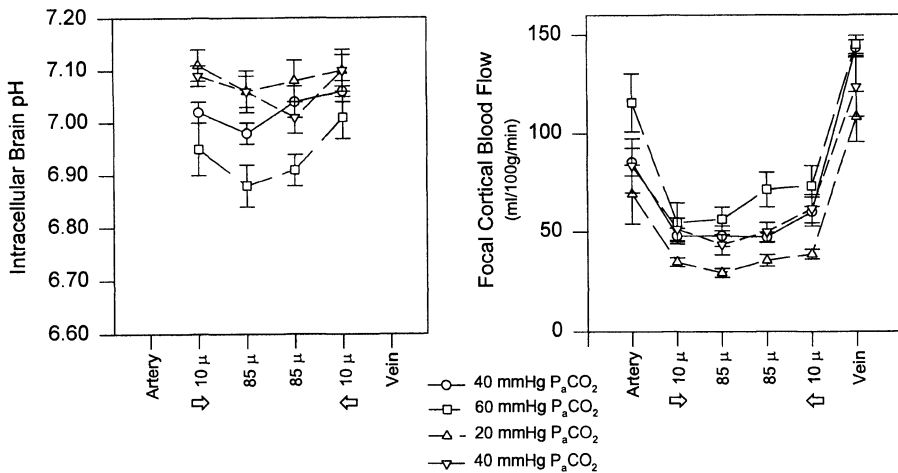 Intracellular Brain pH
7.20
7.10
7.00
6.90
6.80
6.70
6.60
Artery
10 μ
85 μ
85 μ
10 μ
Vein
Focal Cortical Blood Flow
(ml/100g/min)
150
100
50
0
Artery
10 μ
85 μ
85 μ
10 μ
Vein
40 mmHg PaCO2
60 mmHg PaCO2
20 mmHg PaCO2
40 mmHg PaCO2